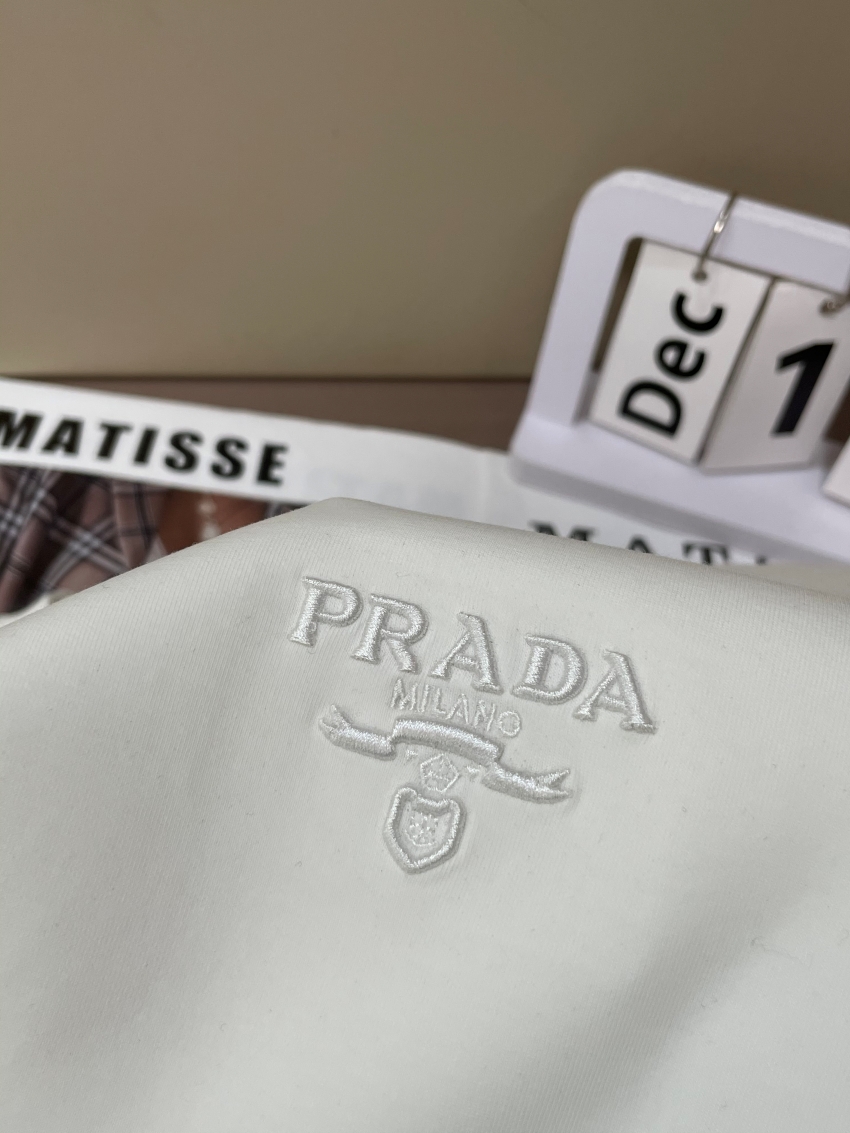 MATISSE
Dec 1
PRADA
MILANO